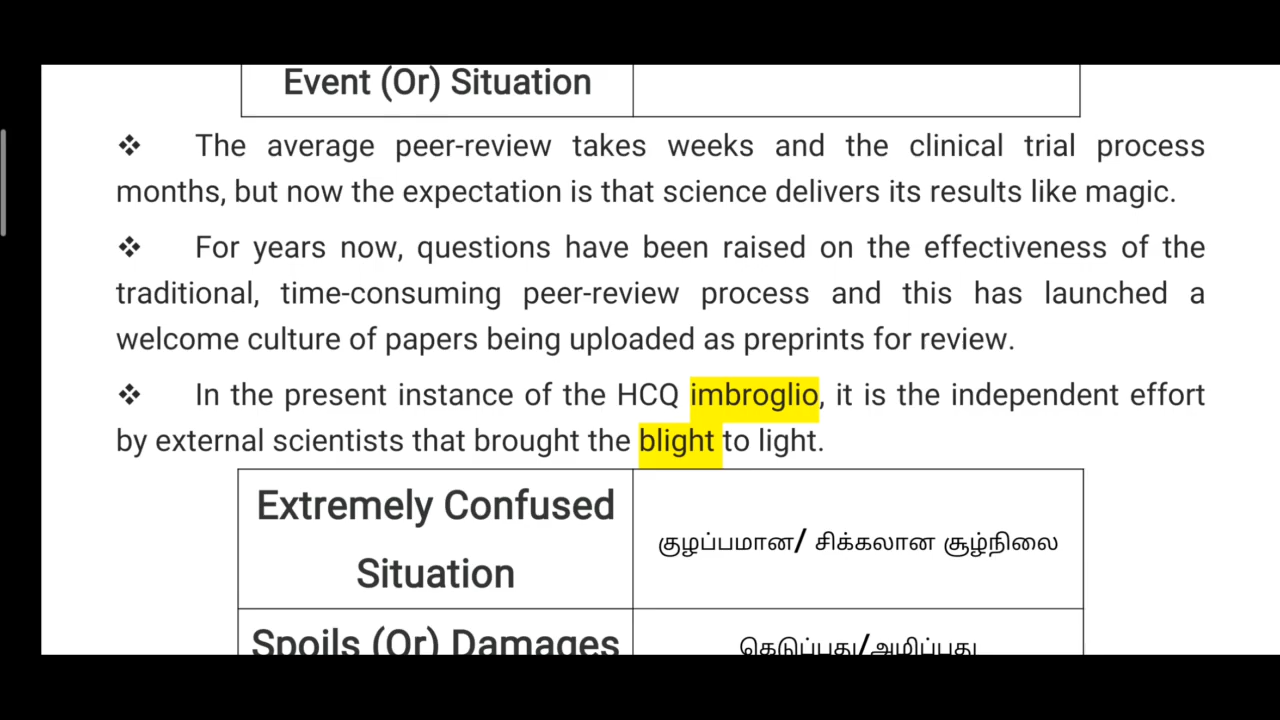 Event (Or) Situation
❖ The average peer-review takes weeks and the clinical trial process
months, but now the expectation is that science delivers its results like magic.
❖ For years now, questions have been raised on the effectiveness of the
traditional, time-consuming peer-review process and this has launched a
welcome culture of papers being uploaded as preprints for review.
❖ In the present instance of the HCQ imbroglio, it is the independent effort
by external scientists that brought the blight to light.
Extremely Confused
Situation
குழப்பமான/ சிக்கலான சூழ்நிலை
Spoils (Or) Damages
கெடுப்பது/அழிப்பது